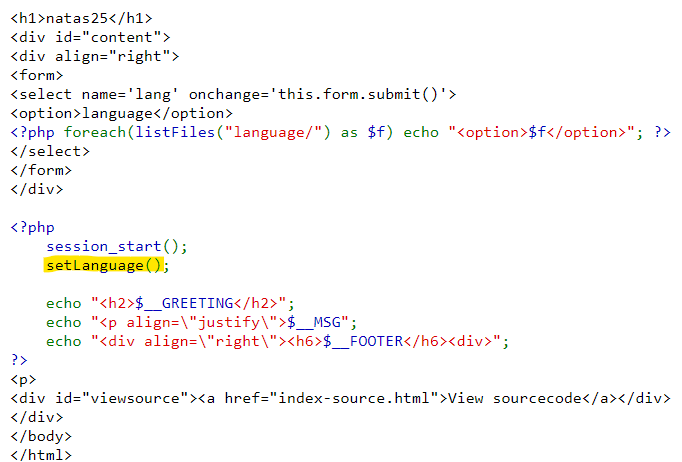 <h1>natas25</h1>
<div id="content">
<div align="right">
<form>
<select name='lang' onchange='this.form.submit()'>
<option>language</option>
<?php foreach(listFiles("language/") as $f) echo "<option>$f</option>"; ?>
</select>
</form>
</div>

<?php
    session_start();
    setLanguage();

    echo "<h2>$__GREETING</h2>";
    echo "<p align=\"justify\">$__MSG";
    echo "<div align=\"right\"><h6>$__FOOTER</h6><div>";
?>
<p>
<div id="viewsource"><a href="index-source.html">View sourcecode</a></div>
</div>
</body>
</html>